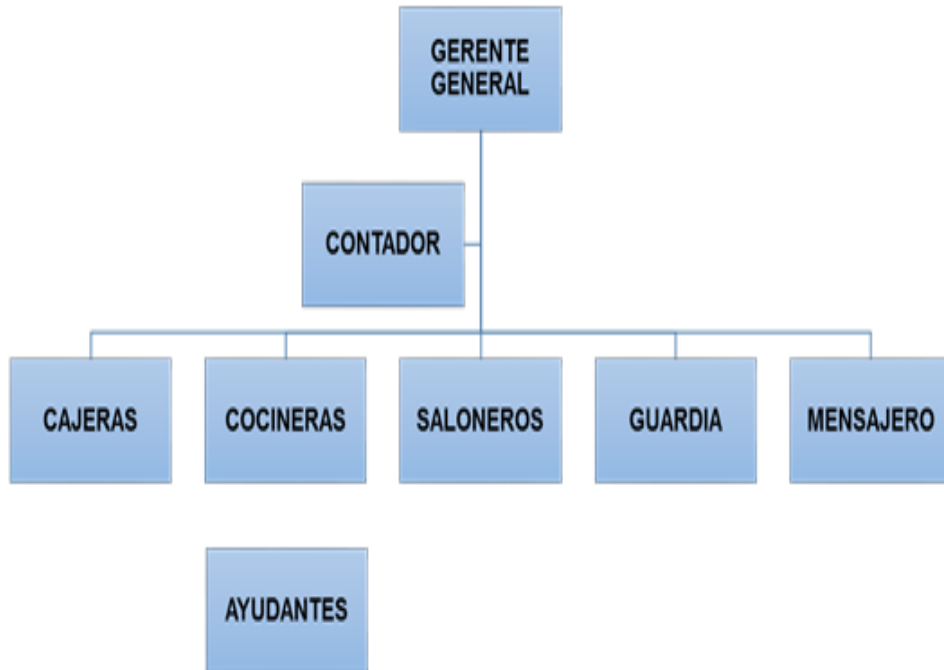 GERENTE
GENERAL
CONTADOR
CAJERAS
COCINERAS
SALONEROS
GUARDIA
MENSAJERO
AYUDANTES